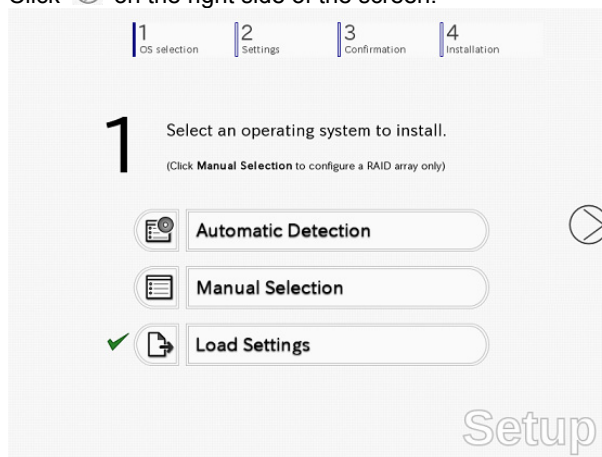 Click on the right side of the screen.
1 2 3 4
OS selection Settings Confirmation Installation
1 Select an operating system to install.
(Click Manual Selection to configure a RAID array only)
Automatic Detection
Manual Selection
Load Settings
Setup